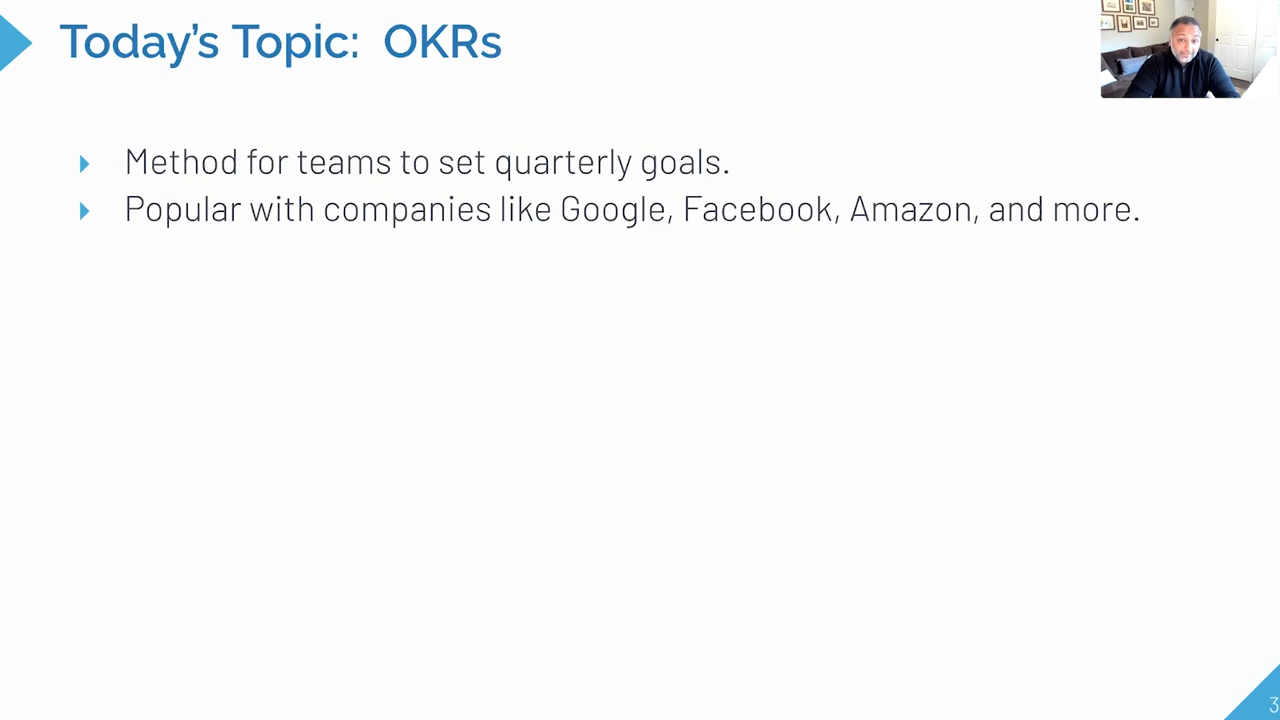 Today's Topic: OKRs
Method for teams to set quarterly goals.
Popular with companies like Google, Facebook, Amazon, and more.
3